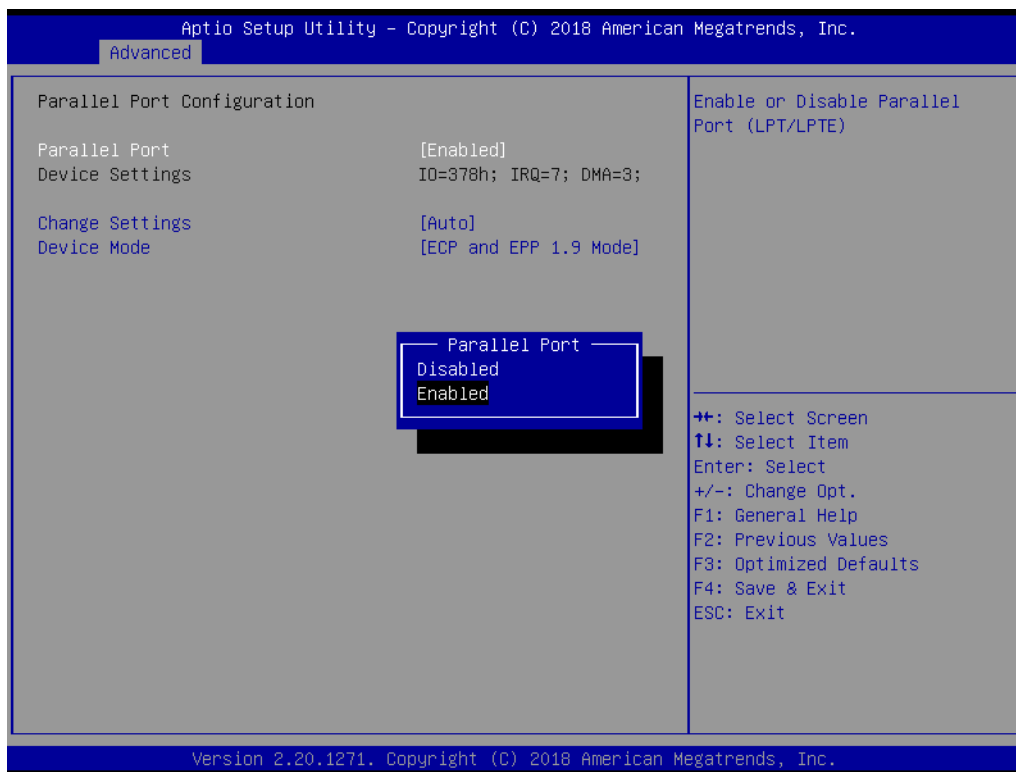 Aptio Setup Utility – Copyright (C) 2018 American Megatrends, Inc.
Advanced
Parallel Port Configuration
Parallel Port [Enabled]
Device Settings IO=378h; IRQ=7; DMA=3;
Change Settings [Auto]
Device Mode [ECP and EPP 1.9 Mode]
Parallel Port
Disabled
Enabled
Enable or Disable Parallel
Port (LPT/LPTE)
→←: Select Screen
↑↓: Select Item
Enter: Select
+/-: Change Opt.
F1: General Help
F2: Previous Values
F3: Optimized Defaults
F4: Save & Exit
ESC: Exit
Version 2.20.1271. Copyright (C) 2018 American Megatrends, Inc.